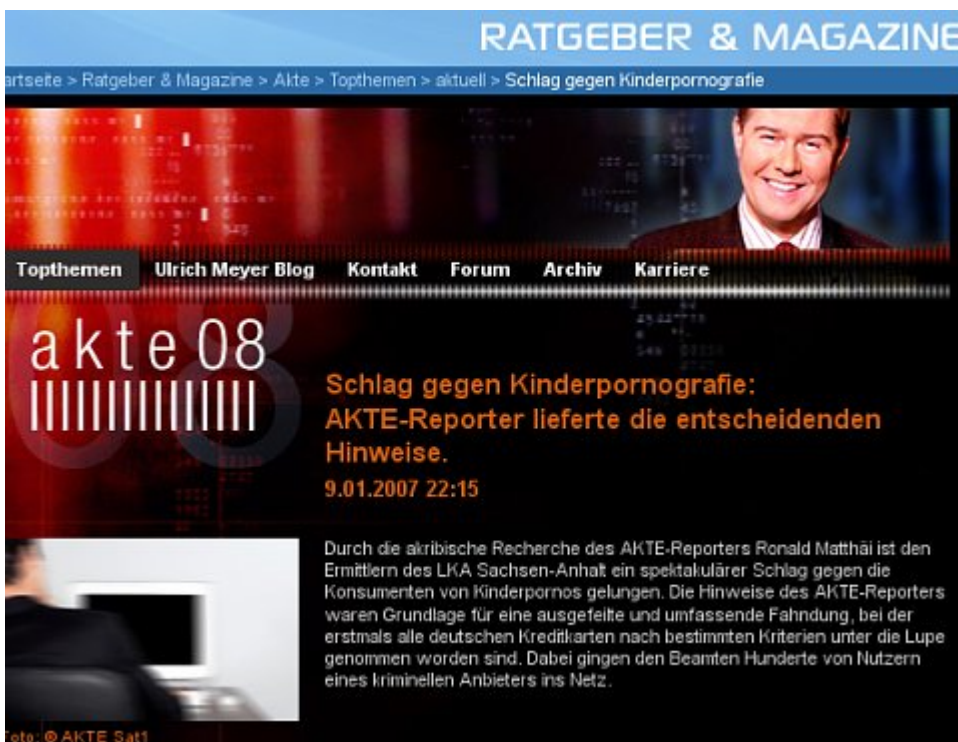 RATGEBER & MAGAZINE
artseite > Ratgeber & Magazine > Akte > Topthemen > aktuell > Schlag gegen Kinderpornografie
Topthemen Ulrich Meyer Blog Kontakt Forum Archiv Karriere
akte 08
Schlag gegen Kinderpornografie:
AKTE-Reporter lieferte die entscheidenden
Hinweise.
9.01.2007 22:15
Durch die akribische Recherche des AKTE-Reporters Ronald Matthäi ist den
Ermittlern des LKA Sachsen-Anhalt ein spektakulärer Schlag gegen die
Konsumenten von Kinderpornos gelungen. Die Hinweise des AKTE-Reporters
waren Grundlage für eine ausgefeilte und umfassende Fahndung, bei der
erstmals alle deutschen Kreditkarten nach bestimmten Kriterien unter die Lupe
genommen worden sind. Dabei gingen den Beamten Hunderte von Nutzern
eines kriminellen Anbieters ins Netz.
Foto: © AKTE Sat1